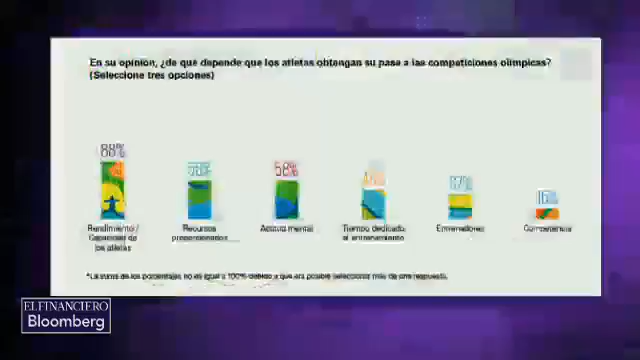 En su opinión, ¿de qué depende que los atletas obtengan su pase a las competiciones olímpicas?
(Seleccione tres opciones)
88%
58%
16%
Rendimiento/
Capacidad de
los atletas
Recursos
proporcionados
Actitud mental
Tiempo dedicado
al entrenamiento
Entrenadores
Competencia
*La suma de los porcentajes no es igual a 100% debido a que era posible seleccionar más de una respuesta.
EL FINANCIERO
Bloomberg